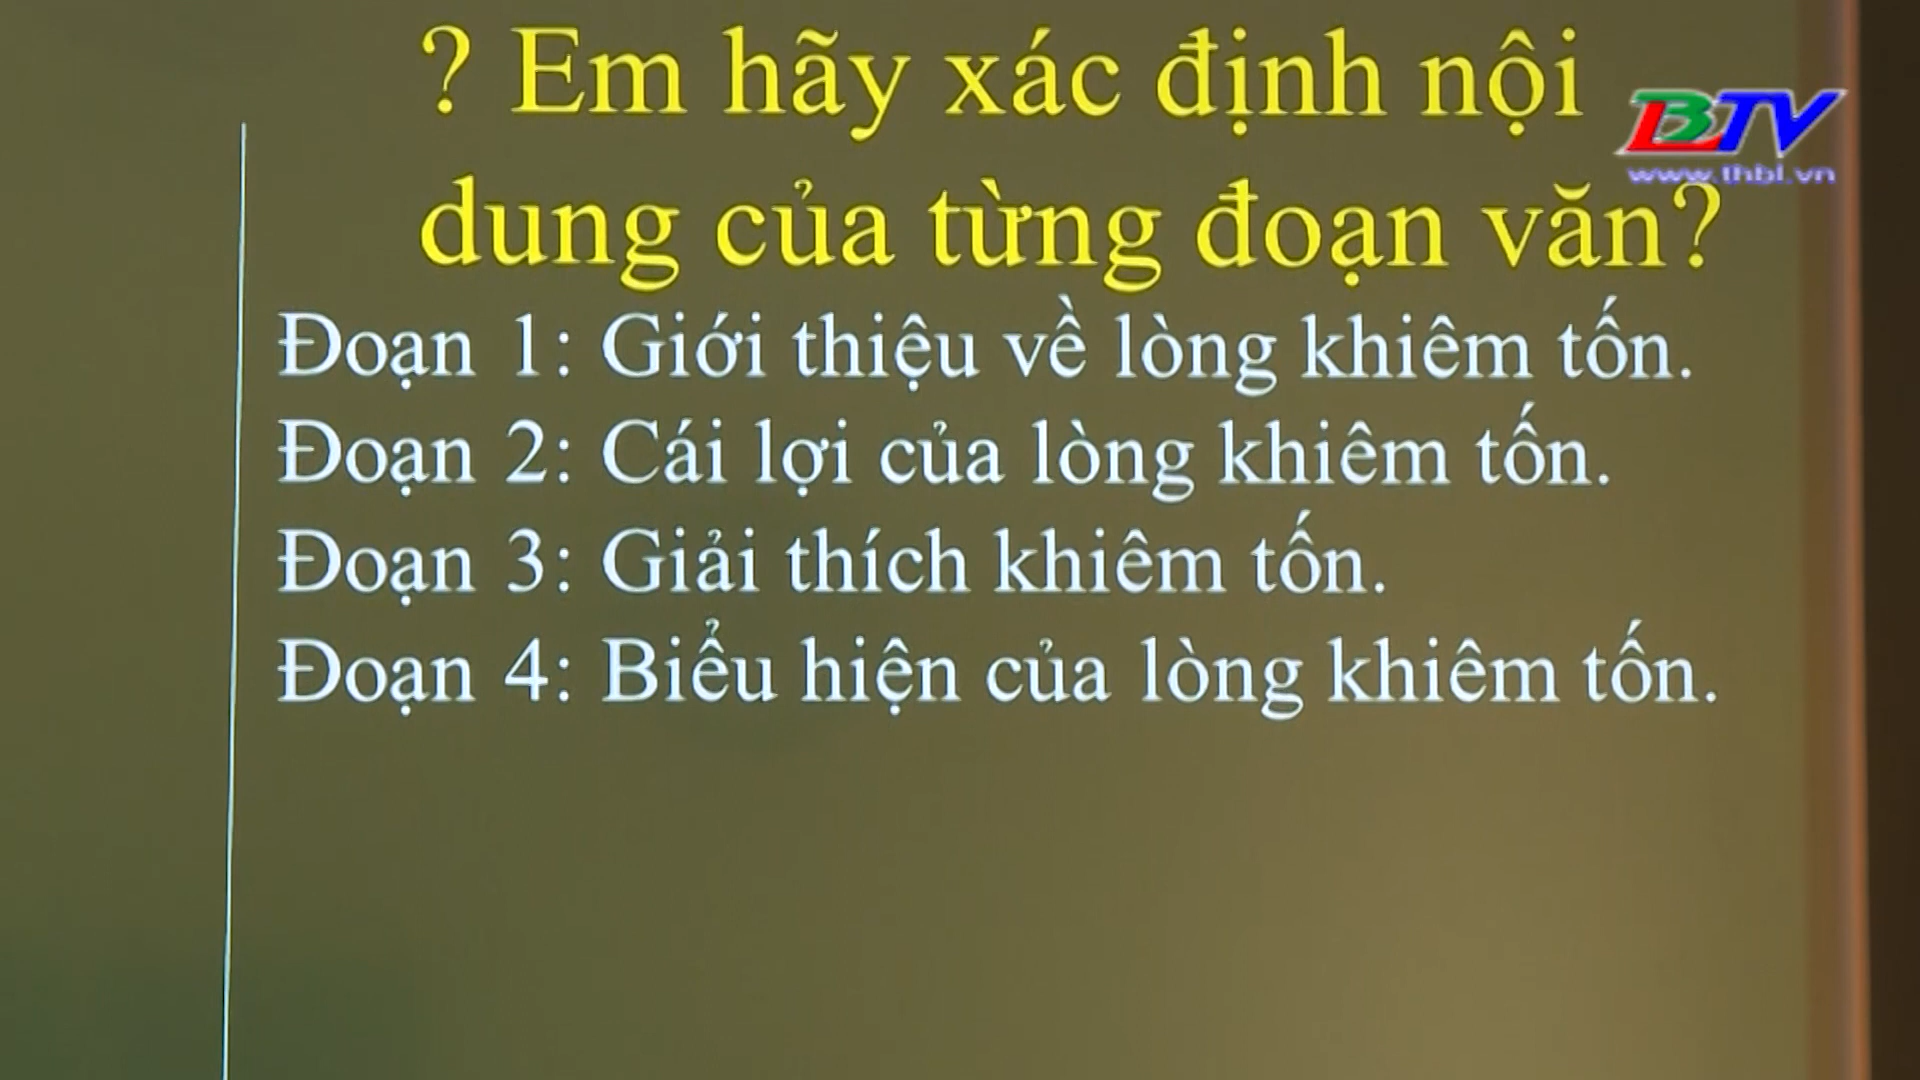 ? Em hãy xác định nội
BTV
www.thbl.vn
dung của từng đoạn văn?
Đoạn 1: Giới thiệu về lòng khiêm tốn.
Đoạn 2: Cái lợi của lòng khiêm tốn.
Đoạn 3: Giải thích khiêm tốn.
Đoạn 4: Biểu hiện của lòng khiêm tốn.